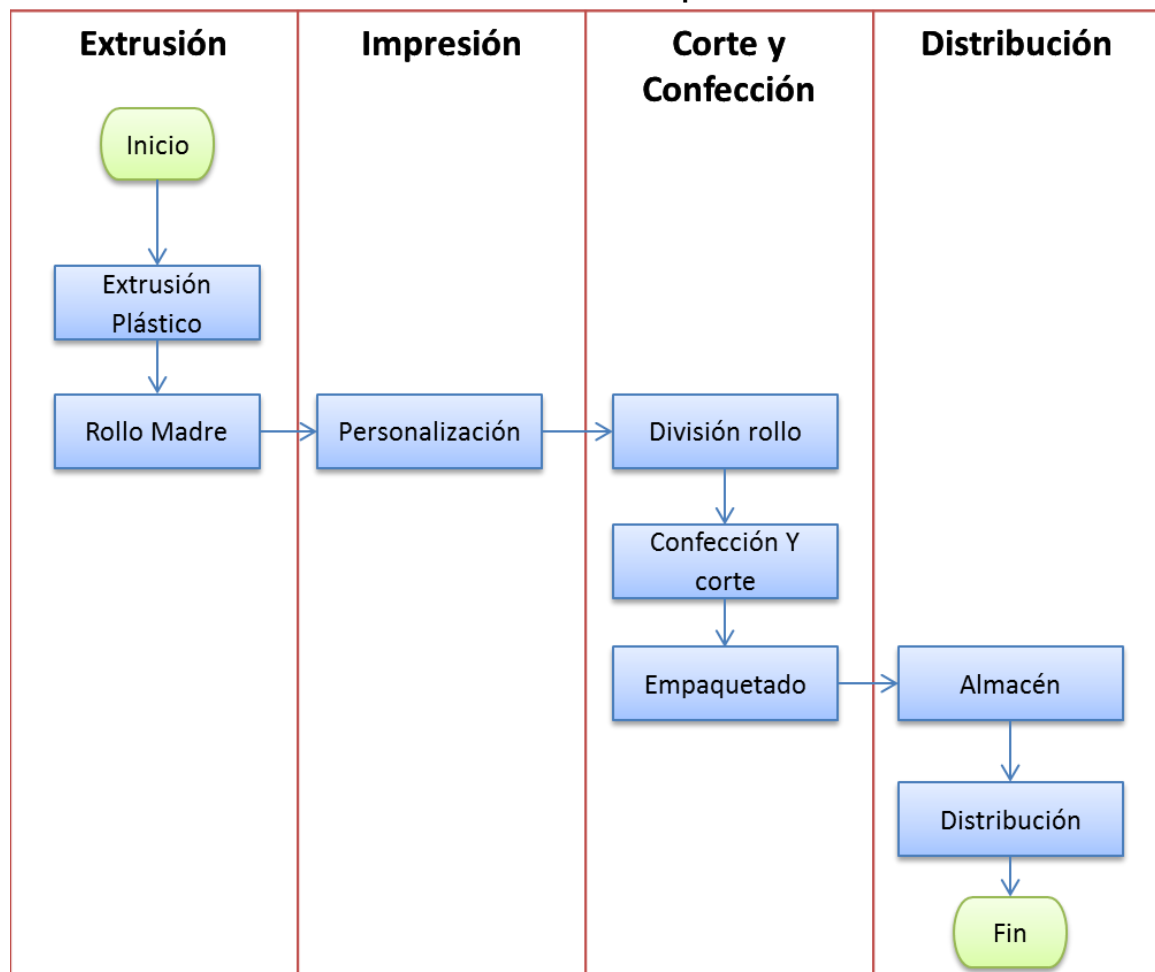 Extrusión
Impresión
Corte y
Confección
Distribución
Inicio
Extrusión
Plástico
Rollo Madre
Personalización
División rollo
Confección Y
corte
Empaquetado
Almacén
Distribución
Fin